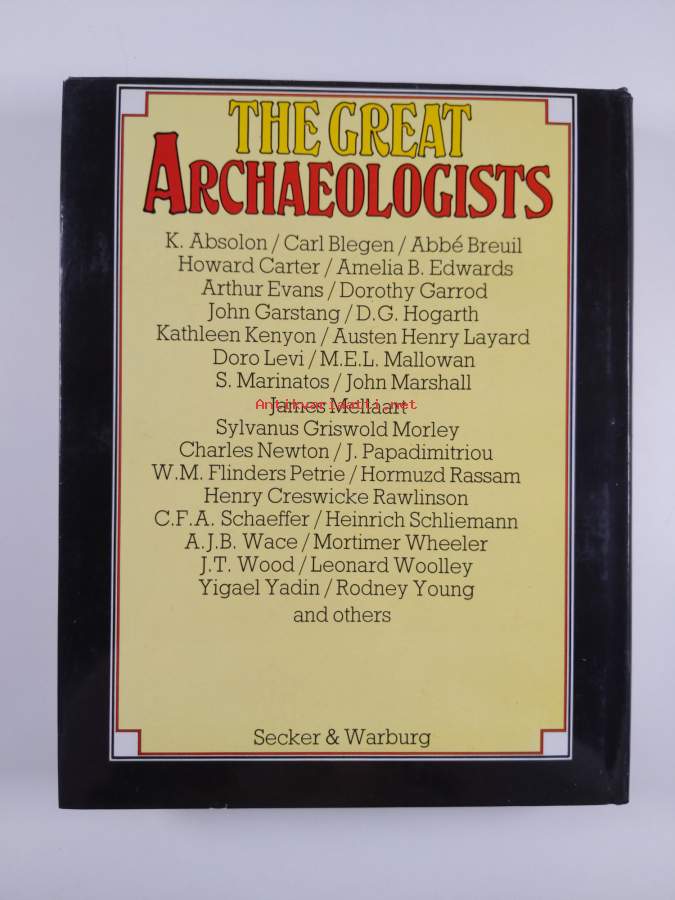 THE GREAT
ARCHAEOLOGISTS
K. Absolon / Carl Blegen / Abbé Breuil
Howard Carter / Amelia B. Edwards
Arthur Evans / Dorothy Garrod
John Garstang / D.G. Hogarth
Kathleen Kenyon / Austen Henry Layard
Doro Levi / M.E.L. Mallowan
S. Marinatos / John Marshall
James Mellaart
Antikvariaatti.net
Sylvanus Griswold Morley
Charles Newton / J. Papadimitriou
W.M. Flinders Petrie / Hormuzd Rassam
Henry Creswicke Rawlinson
C.F.A. Schaeffer / Heinrich Schliemann
A.J.B. Wace / Mortimer Wheeler
J.T. Wood / Leonard Woolley
Yigael Yadin / Rodney Young
and others
Secker & Warburg